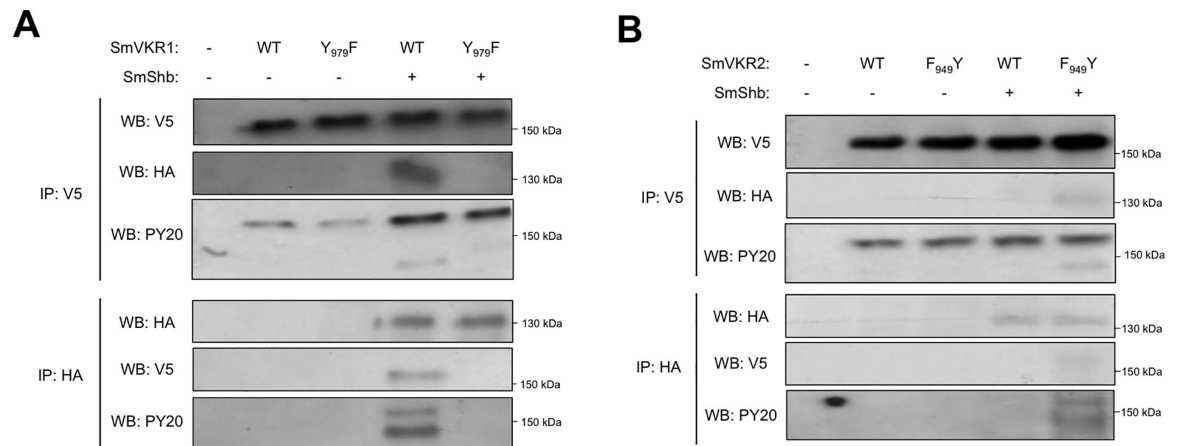 A
SmVKR1: - WT Y979F WT Y979F
SmShb: - - - + +
IP: V5
WB: V5
150 kDa
WB: HA
130 kDa
WB: PY20
150 kDa
IP: HA
WB: HA
130 kDa
WB: V5
150 kDa
WB: PY20
150 kDa
B
SmVKR2: - WT F949Y WT F949Y
SmShb: - - - + +
IP: V5
WB: V5
150 kDa
WB: HA
130 kDa
WB: PY20
150 kDa
IP: HA
WB: HA
130 kDa
WB: V5
150 kDa
WB: PY20
150 kDa